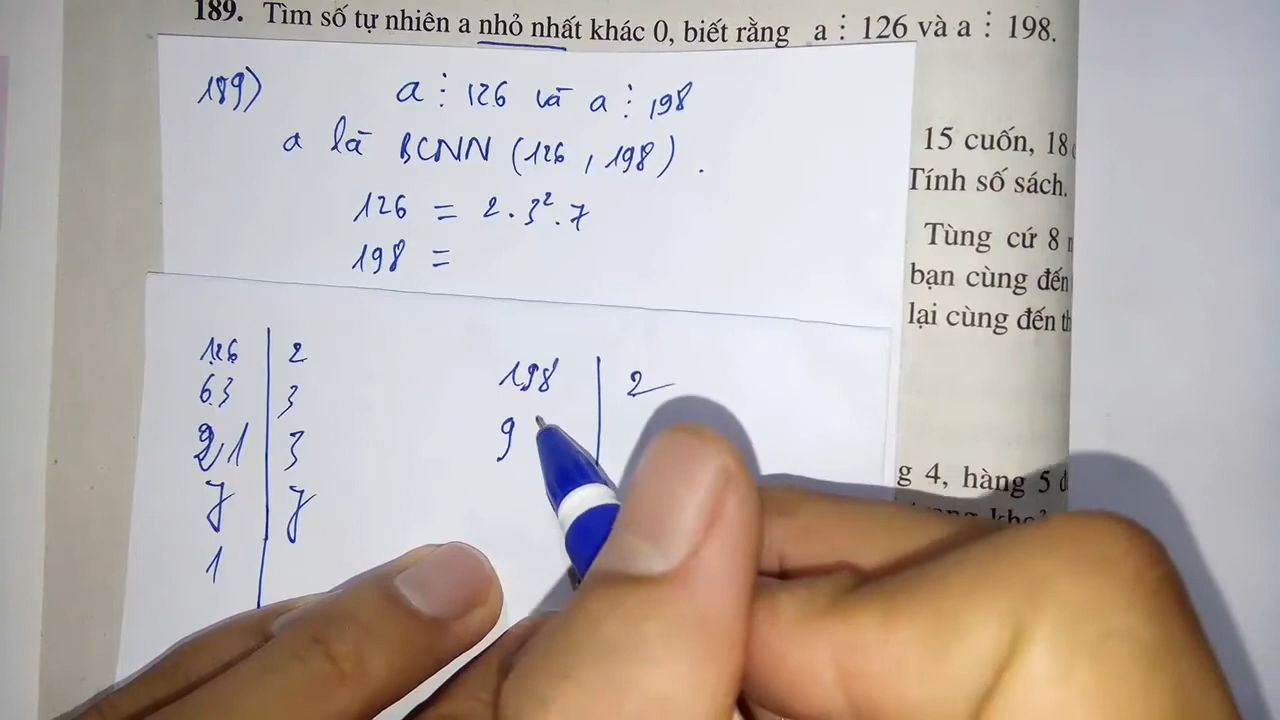 189. Tìm số tự nhiên a nhỏ nhất khác 0, biết rằng a ⋮ 126 và a ⋮ 198.
189) a ⋮ 126 và a ⋮ 198
a là BCNN (126, 198).
126 = 2.3².7
198 =
126 | 2
63 | 3
21 | 3
7 | 7
1
198 | 2
9
15 cuốn, 18
Tính số sách.
Tùng cứ 8
bạn cùng đến
lại cùng đến
g 4, hàng 5